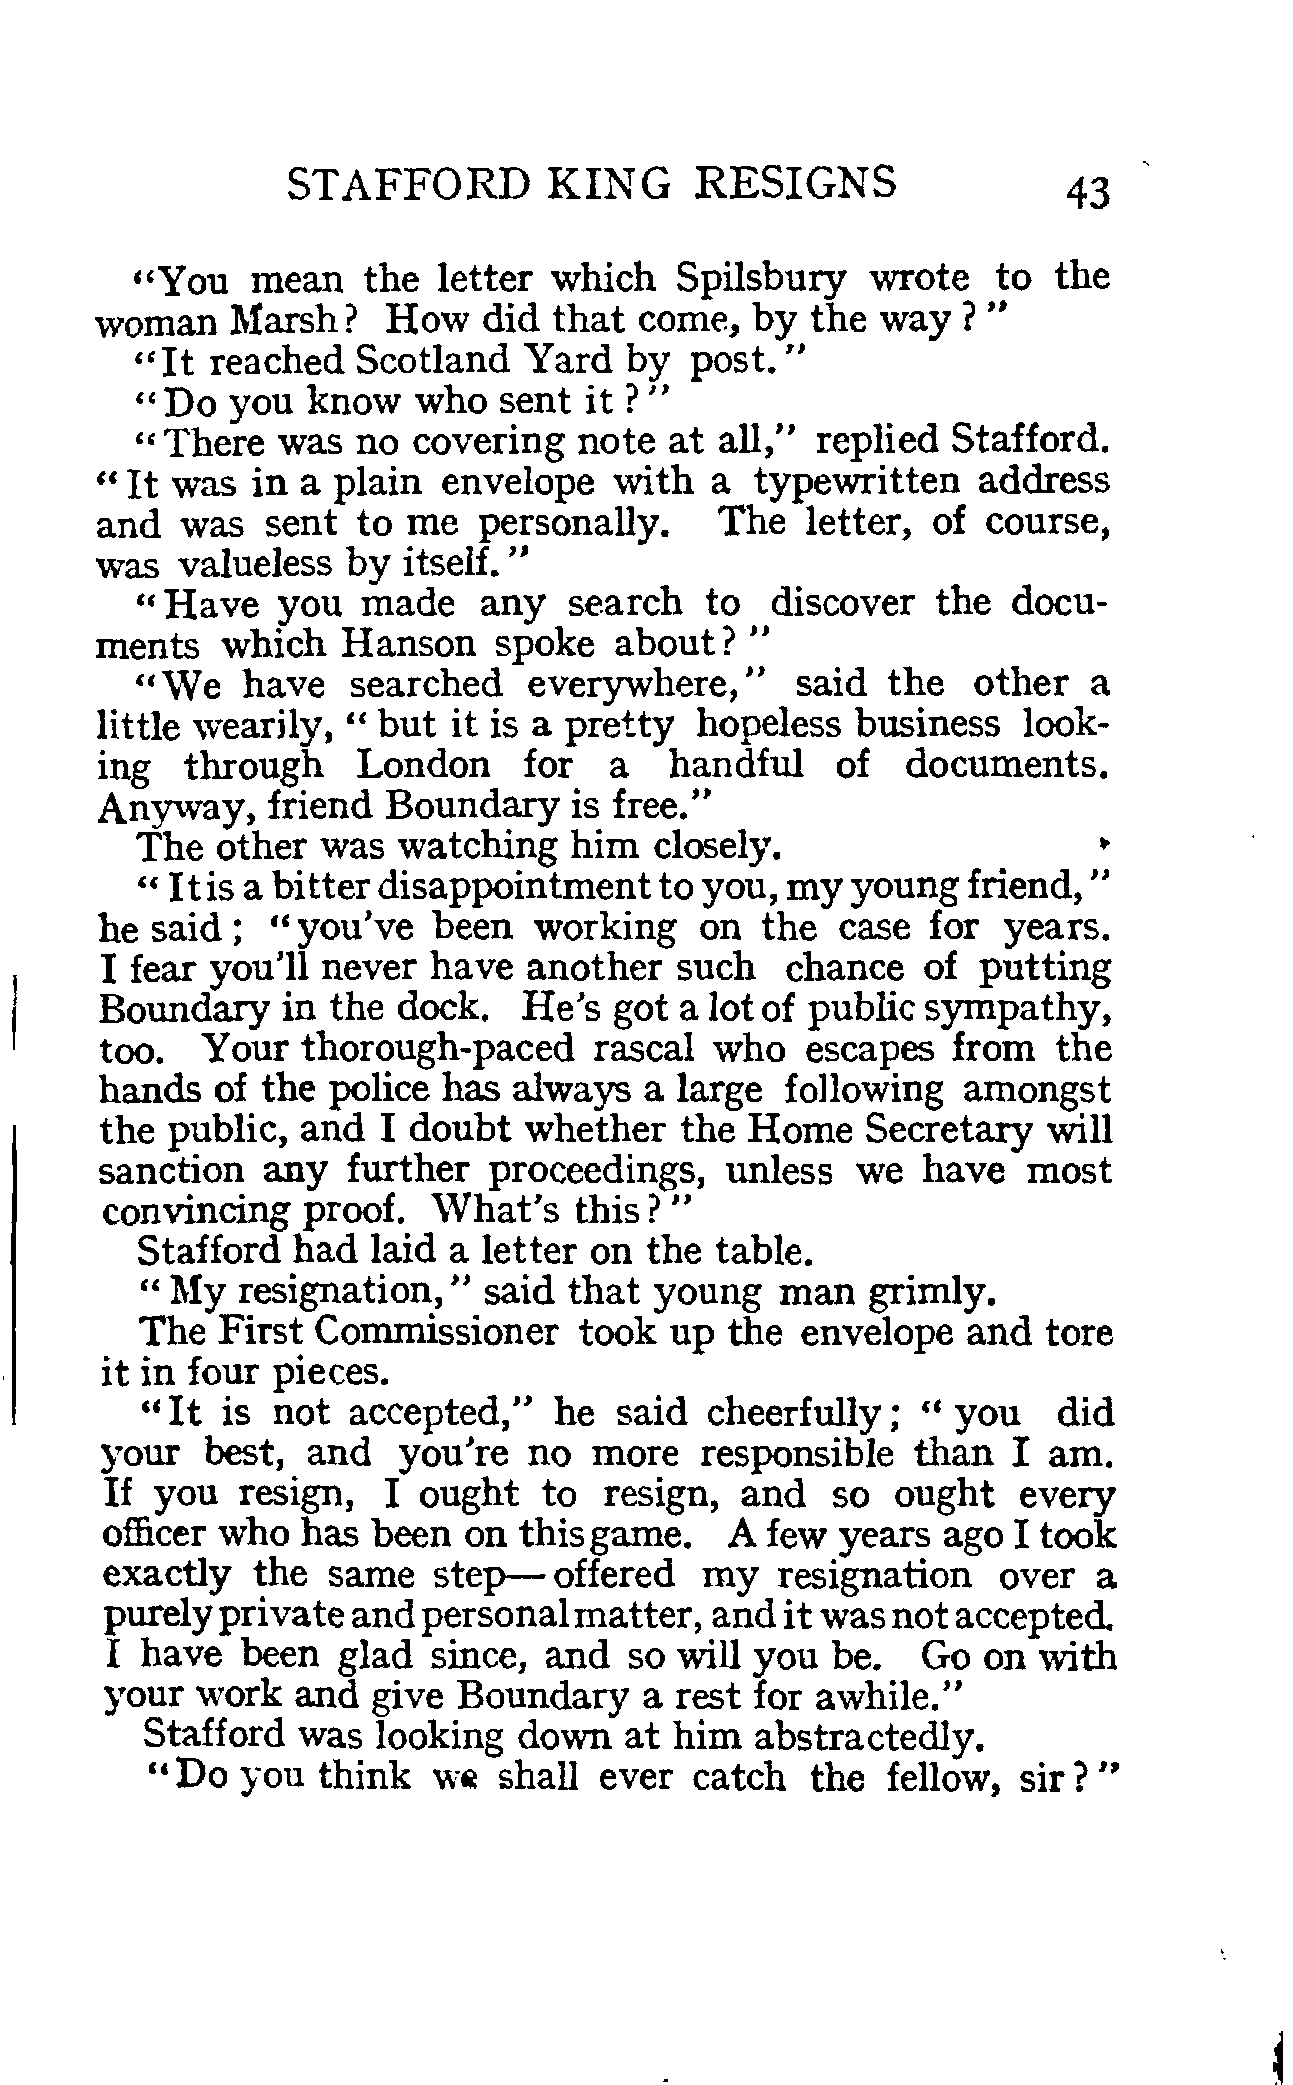 STAFFORD KING RESIGNS 43
"You mean the letter which Spilsbury wrote to the
woman Marsh? How did that come, by the way?"
"It reached Scotland Yard by post."
"Do you know who sent it?"
"There was no covering note at all," replied Stafford.
"It was in a plain envelope with a typewritten address
and was sent to me personally. The letter, of course,
was valueless by itself."
"Have you made any search to discover the docu-
ments which Hanson spoke about?"
"We have searched everywhere," said the other a
little wearily, "but it is a pretty hopeless business look-
ing through London for a handful of documents.
Anyway, friend Boundary is free."
The other was watching him closely.
"It is a bitter disappointment to you, my young friend,"
he said; "you've been working on the case for years.
I fear you'll never have another such chance of putting
Boundary in the dock. He's got a lot of public sympathy,
too. Your thorough-paced rascal who escapes from the
hands of the police has always a large following amongst
the public, and I doubt whether the Home Secretary will
sanction any further proceedings, unless we have most
convincing proof. What's this?"
Stafford had laid a letter on the table.
"My resignation," said that young man grimly.
The First Commissioner took up the envelope and tore
it in four pieces.
"It is not accepted," he said cheerfully; "you did
your best, and you're no more responsible than I am.
If you resign, I ought to resign, and so ought every
officer who has been on this game. A few years ago I took
exactly the same step—offered my resignation over a
purely private and personal matter, and it was not accepted.
I have been glad since, and so will you be. Go on with
your work and give Boundary a rest for awhile."
Stafford was looking down at him abstractedly.
"Do you think we shall ever catch the fellow, sir?"